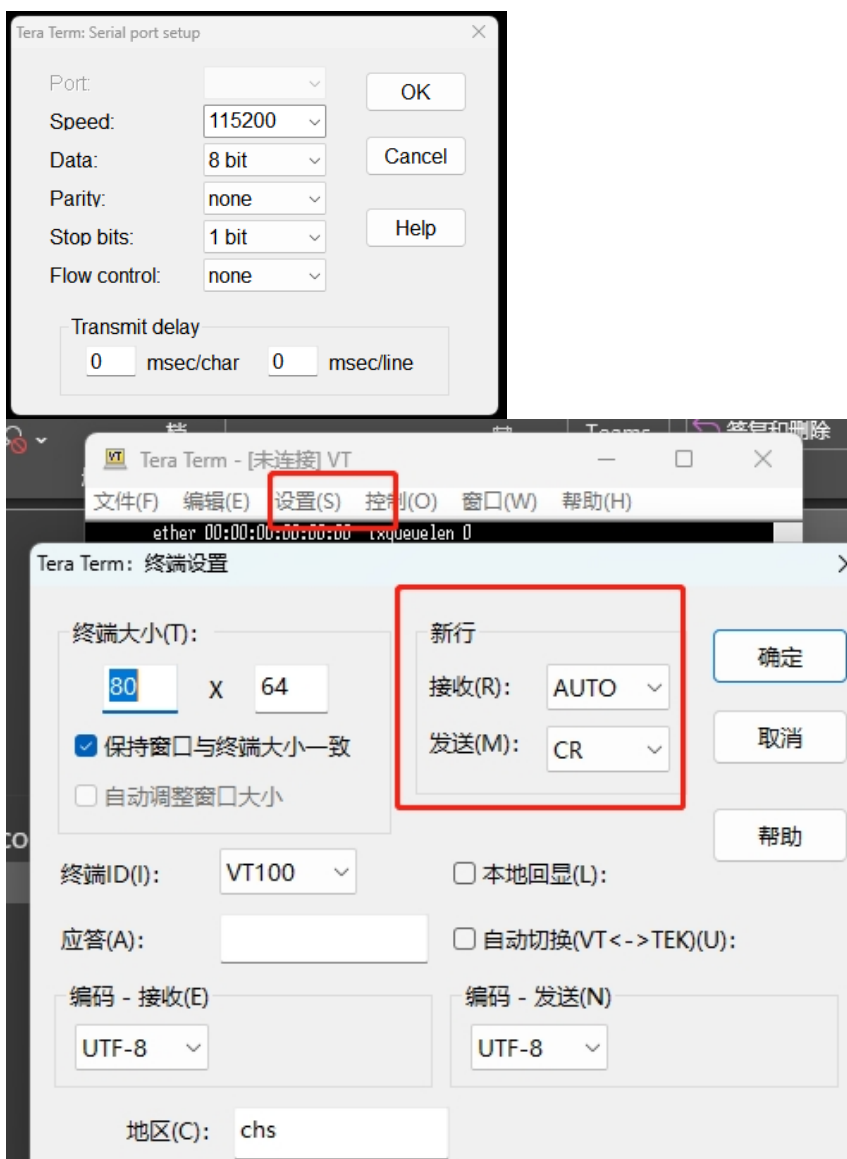 Tera Term: Serial port setup
Port:
OK
Speed: 115200
Data: 8 bit
Cancel
Parity: none
Stop bits: 1 bit
Help
Flow control: none
Transmit delay
0 msec/char 0 msec/line
Teams
答复和删除
VT Tera Term - [未连接] VT
文件(F) 编辑(E) 设置(S) 控制(O) 窗口(W) 帮助(H)
ether 00:00:00:00:00:00 txqueuelen 0
Tera Term: 终端设置
终端大小(T):
新行
确定
80 X 64
接收(R): AUTO
取消
保持窗口与终端大小一致
发送(M): CR
自动调整窗口大小
帮助
终端ID(I): VT100
本地回显(L):
应答(A):
自动切换(VT<->TEK)(U):
编码 - 接收(E)
编码 - 发送(N)
UTF-8
UTF-8
地区(C): chs